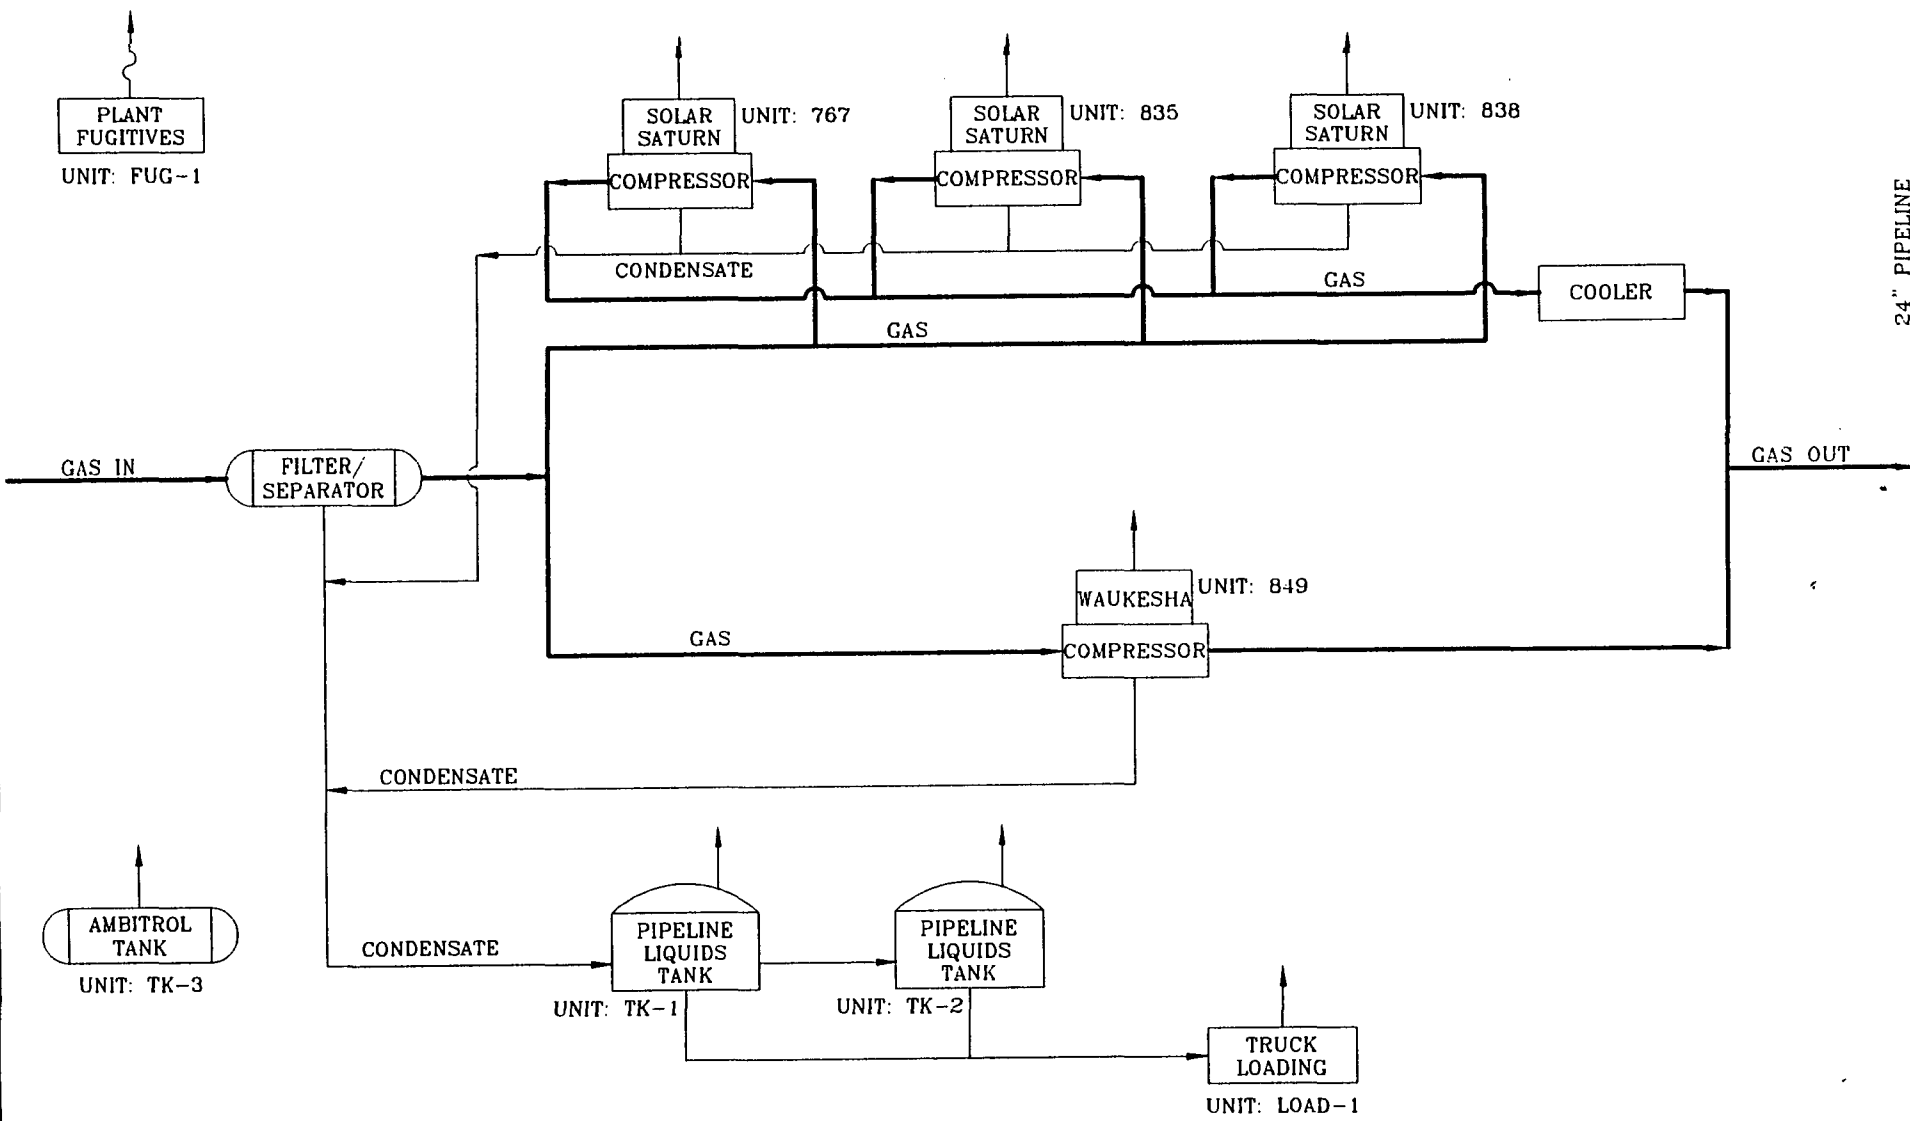 PLANT
FUGITIVES
UNIT: FUG-1
SOLAR
SATURN
UNIT: 767
COMPRESSOR
SOLAR
SATURN
UNIT: 835
COMPRESSOR
SOLAR
SATURN
UNIT: 838
COMPRESSOR
24" PIPELINE
CONDENSATE
GAS
COOLER
GAS
GAS IN
FILTER/
SEPARATOR
GAS OUT
WAUKESHA
UNIT: 849
GAS
COMPRESSOR
CONDENSATE
AMBITROL
TANK
UNIT: TK-3
CONDENSATE
PIPELINE
LIQUIDS
TANK
UNIT: TK-1
PIPELINE
LIQUIDS
TANK
UNIT: TK-2
TRUCK
LOADING
UNIT: LOAD-1